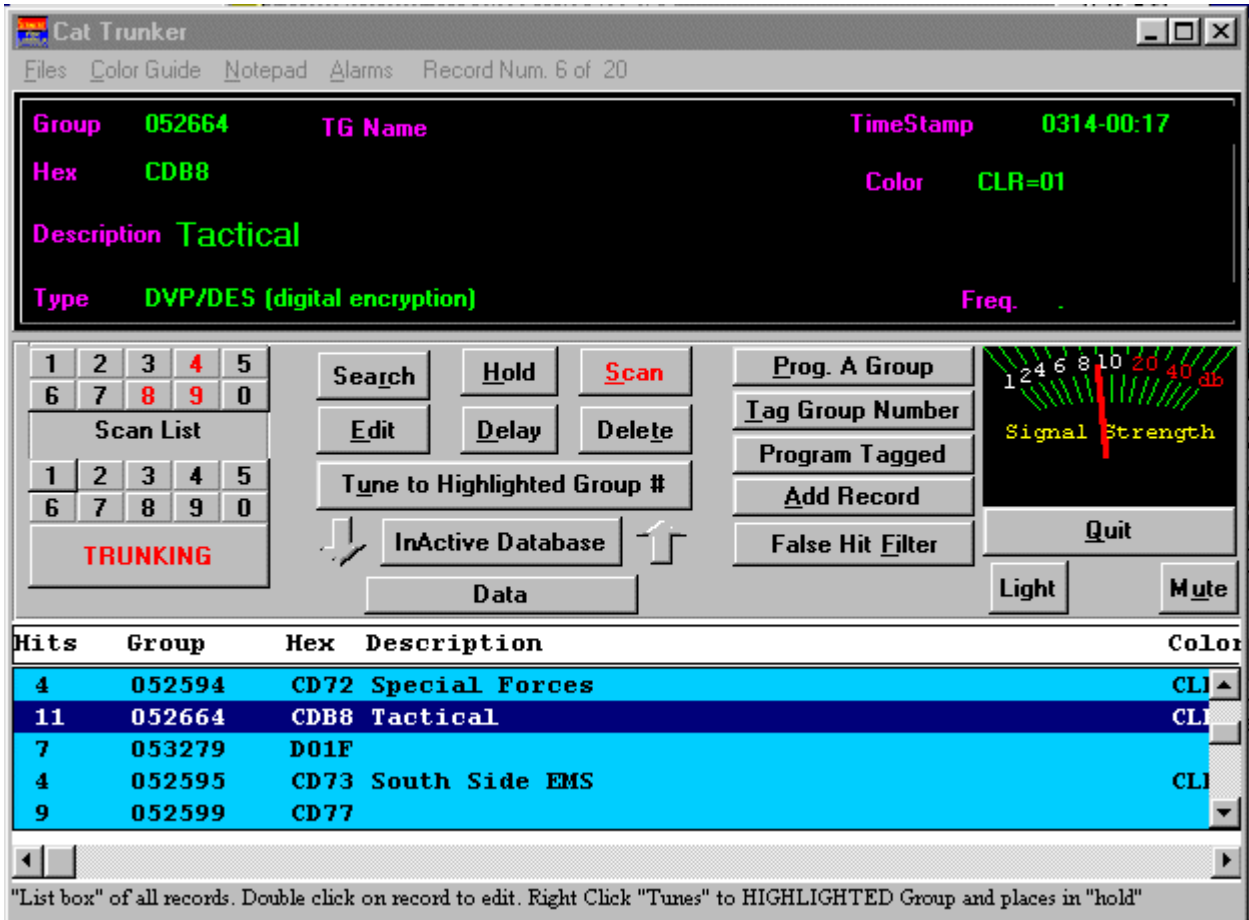 Cat Trunker
Files Color Guide Notepad Alarms Record Num. 6 of 20
Group 052664 TG Name TimeStamp 0314-00:17
Hex CDB8 Color CLR=01
Description Tactical
Type DVP/DES (digital encryption) Freq. .
1 2 3 4 5
6 7 8 9 0
Scan List
1 2 3 4 5
6 7 8 9 0
TRUNKING
Search Hold Scan
Edit Delay Delete
Tune to Highlighted Group #
InActive Database
Data
Prog. A Group
Tag Group Number
Program Tagged
Add Record
False Hit Filter
1 2 4 6 8 10 20 40 db
Signal Strength
Quit
Light Mute
Hits Group Hex Description Color
4 052594 CD72 Special Forces
11 052664 CDB8 Tactical
7 053279 D01F
4 052595 CD73 South Side EMS
9 052599 CD77
"List box" of all records. Double click on record to edit. Right Click "Tunes" to HIGHLIGHTED Group and places in "hold"